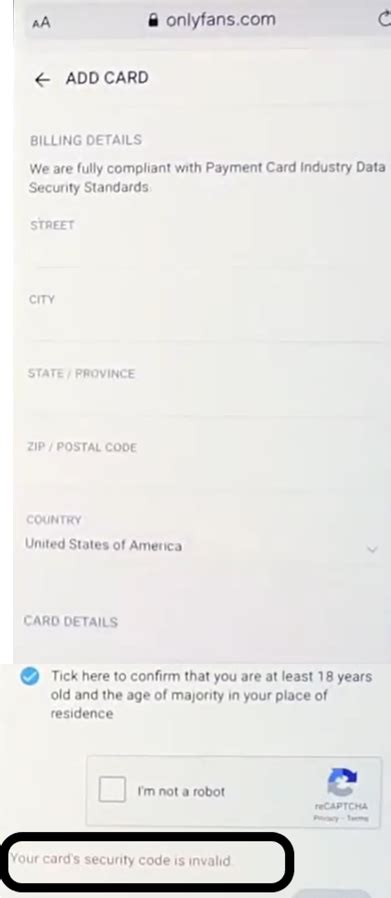 AA onlyfans.com
← ADD CARD
BILLING DETAILS
We are fully compliant with Payment Card Industry Data
Security Standards
STREET
CITY
STATE / PROVINCE
ZIP / POSTAL CODE
COUNTRY
United States of America
CARD DETAILS
Tick here to confirm that you are at least 18 years
old and the age of majority in your place of
residence
I'm not a robot
reCAPTCHA
Privacy - Terms
Your card's security code is invalid.